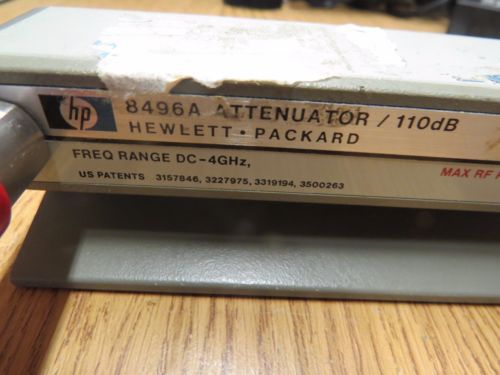 hp
8496A ATTENUATOR / 110dB
HEWLETT • PACKARD
FREQ RANGE DC-4GHz,
US PATENTS 3157846, 3227975, 3319194, 3500263
MAX RF